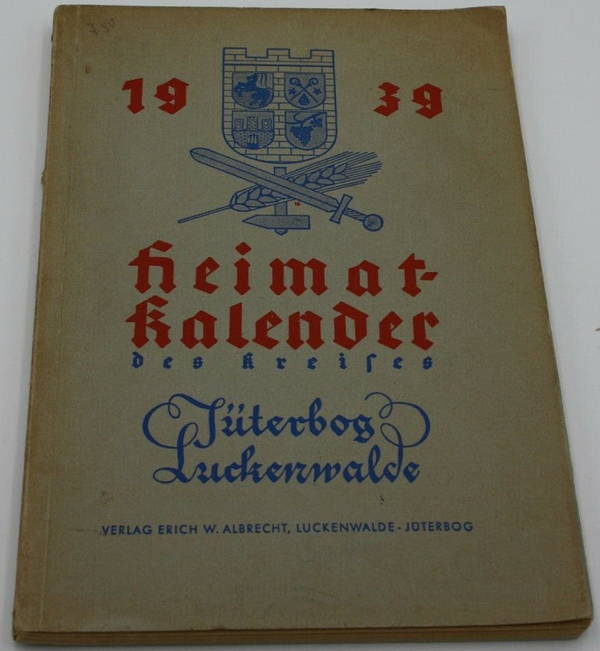 19 39
Heimat-
Kalender
des Kreiſes
Jüterbog
Luckenwalde
VERLAG ERICH W. ALBRECHT, LUCKENWALDE - JÜTERBOG